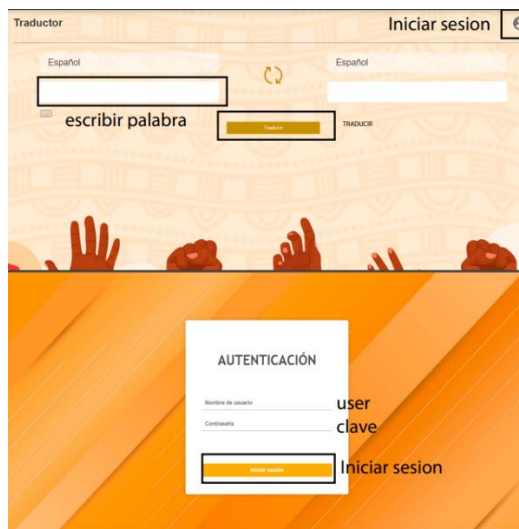 Traductor
Iniciar sesion
Español
Español
escribir palabra
Traducir
TRADUCIR
AUTENTICACIÓN
Nombre de usuario
user
Contraseña
clave
Iniciar sesión
Iniciar sesion